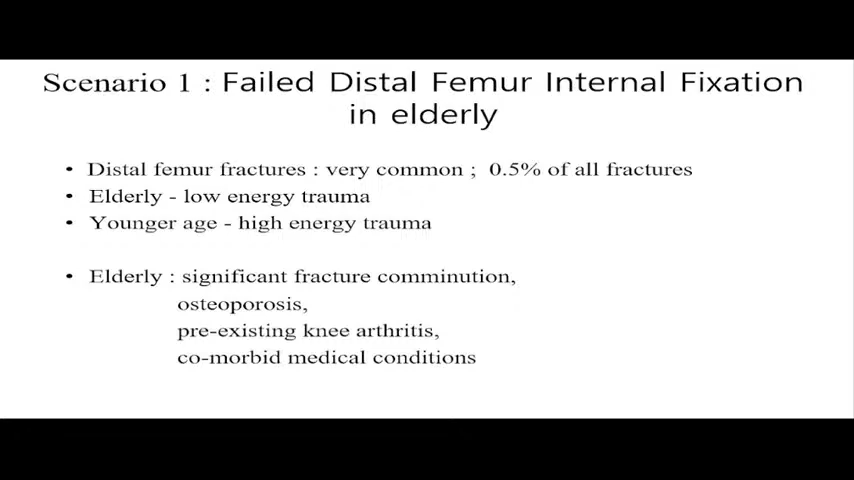 Scenario 1 : Failed Distal Femur Internal Fixation
in elderly
• Distal femur fractures : very common ; 0.5% of all fractures
• Elderly - low energy trauma
• Younger age - high energy trauma
• Elderly : significant fracture comminution,
osteoporosis,
pre-existing knee arthritis,
co-morbid medical conditions